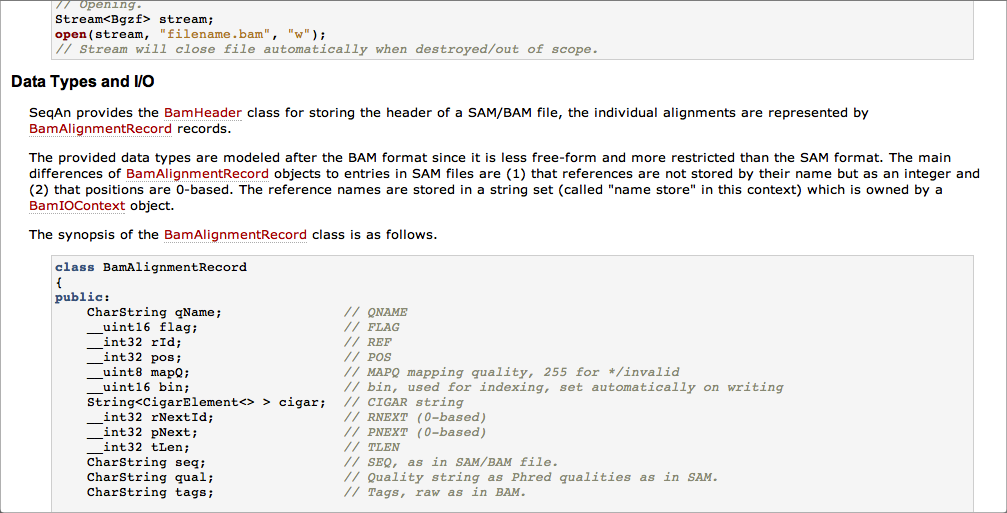 // Opening.
Stream<Bgzf> stream;
open(stream, "filename.bam", "w");
// Stream will close file automatically when destroyed/out of scope.
Data Types and I/O
SeqAn provides the BamHeader class for storing the header of a SAM/BAM file, the individual alignments are represented by
BamAlignmentRecord records.
The provided data types are modeled after the BAM format since it is less free-form and more restricted than the SAM format. The main
differences of BamAlignmentRecord objects to entries in SAM files are (1) that references are not stored by their name but as an integer and
(2) that positions are 0-based. The reference names are stored in a string set (called "name store" in this context) which is owned by a
BamIOContext object.
The synopsis of the BamAlignmentRecord class is as follows.
class BamAlignmentRecord
{
public:
CharString qName; // QNAME
__uint16 flag; // FLAG
__int32 rId; // REF
__int32 pos; // POS
__uint8 mapQ; // MAPQ mapping quality, 255 for */invalid
__uint16 bin; // bin, used for indexing, set automatically on writing
String<CigarElement<> > cigar; // CIGAR string
__int32 rNextId; // RNEXT (0-based)
__int32 pNext; // PNEXT (0-based)
__int32 tLen; // TLEN
CharString seq; // SEQ, as in SAM/BAM file.
CharString qual; // Quality string as Phred qualities as in SAM.
CharString tags; // Tags, raw as in BAM.